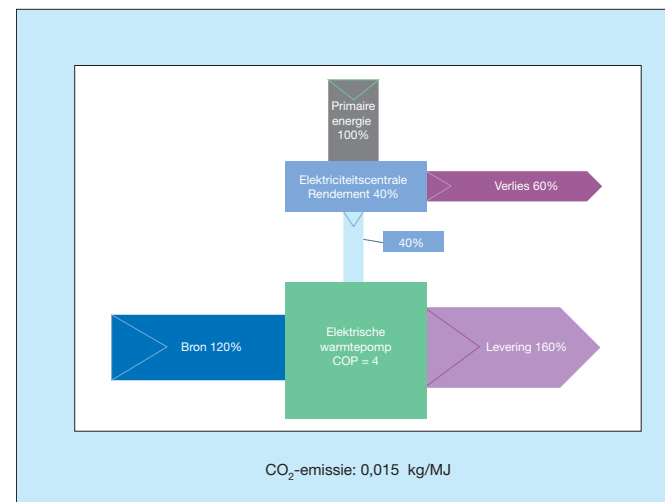 Primaire
energie
100%
Elektriciteitscentrale
Rendement 40%
Verlies 60%
40%
Bron 120%
Elektrische
warmtepomp
COP = 4
Levering 160%
CO₂-emissie: 0,015 kg/MJ